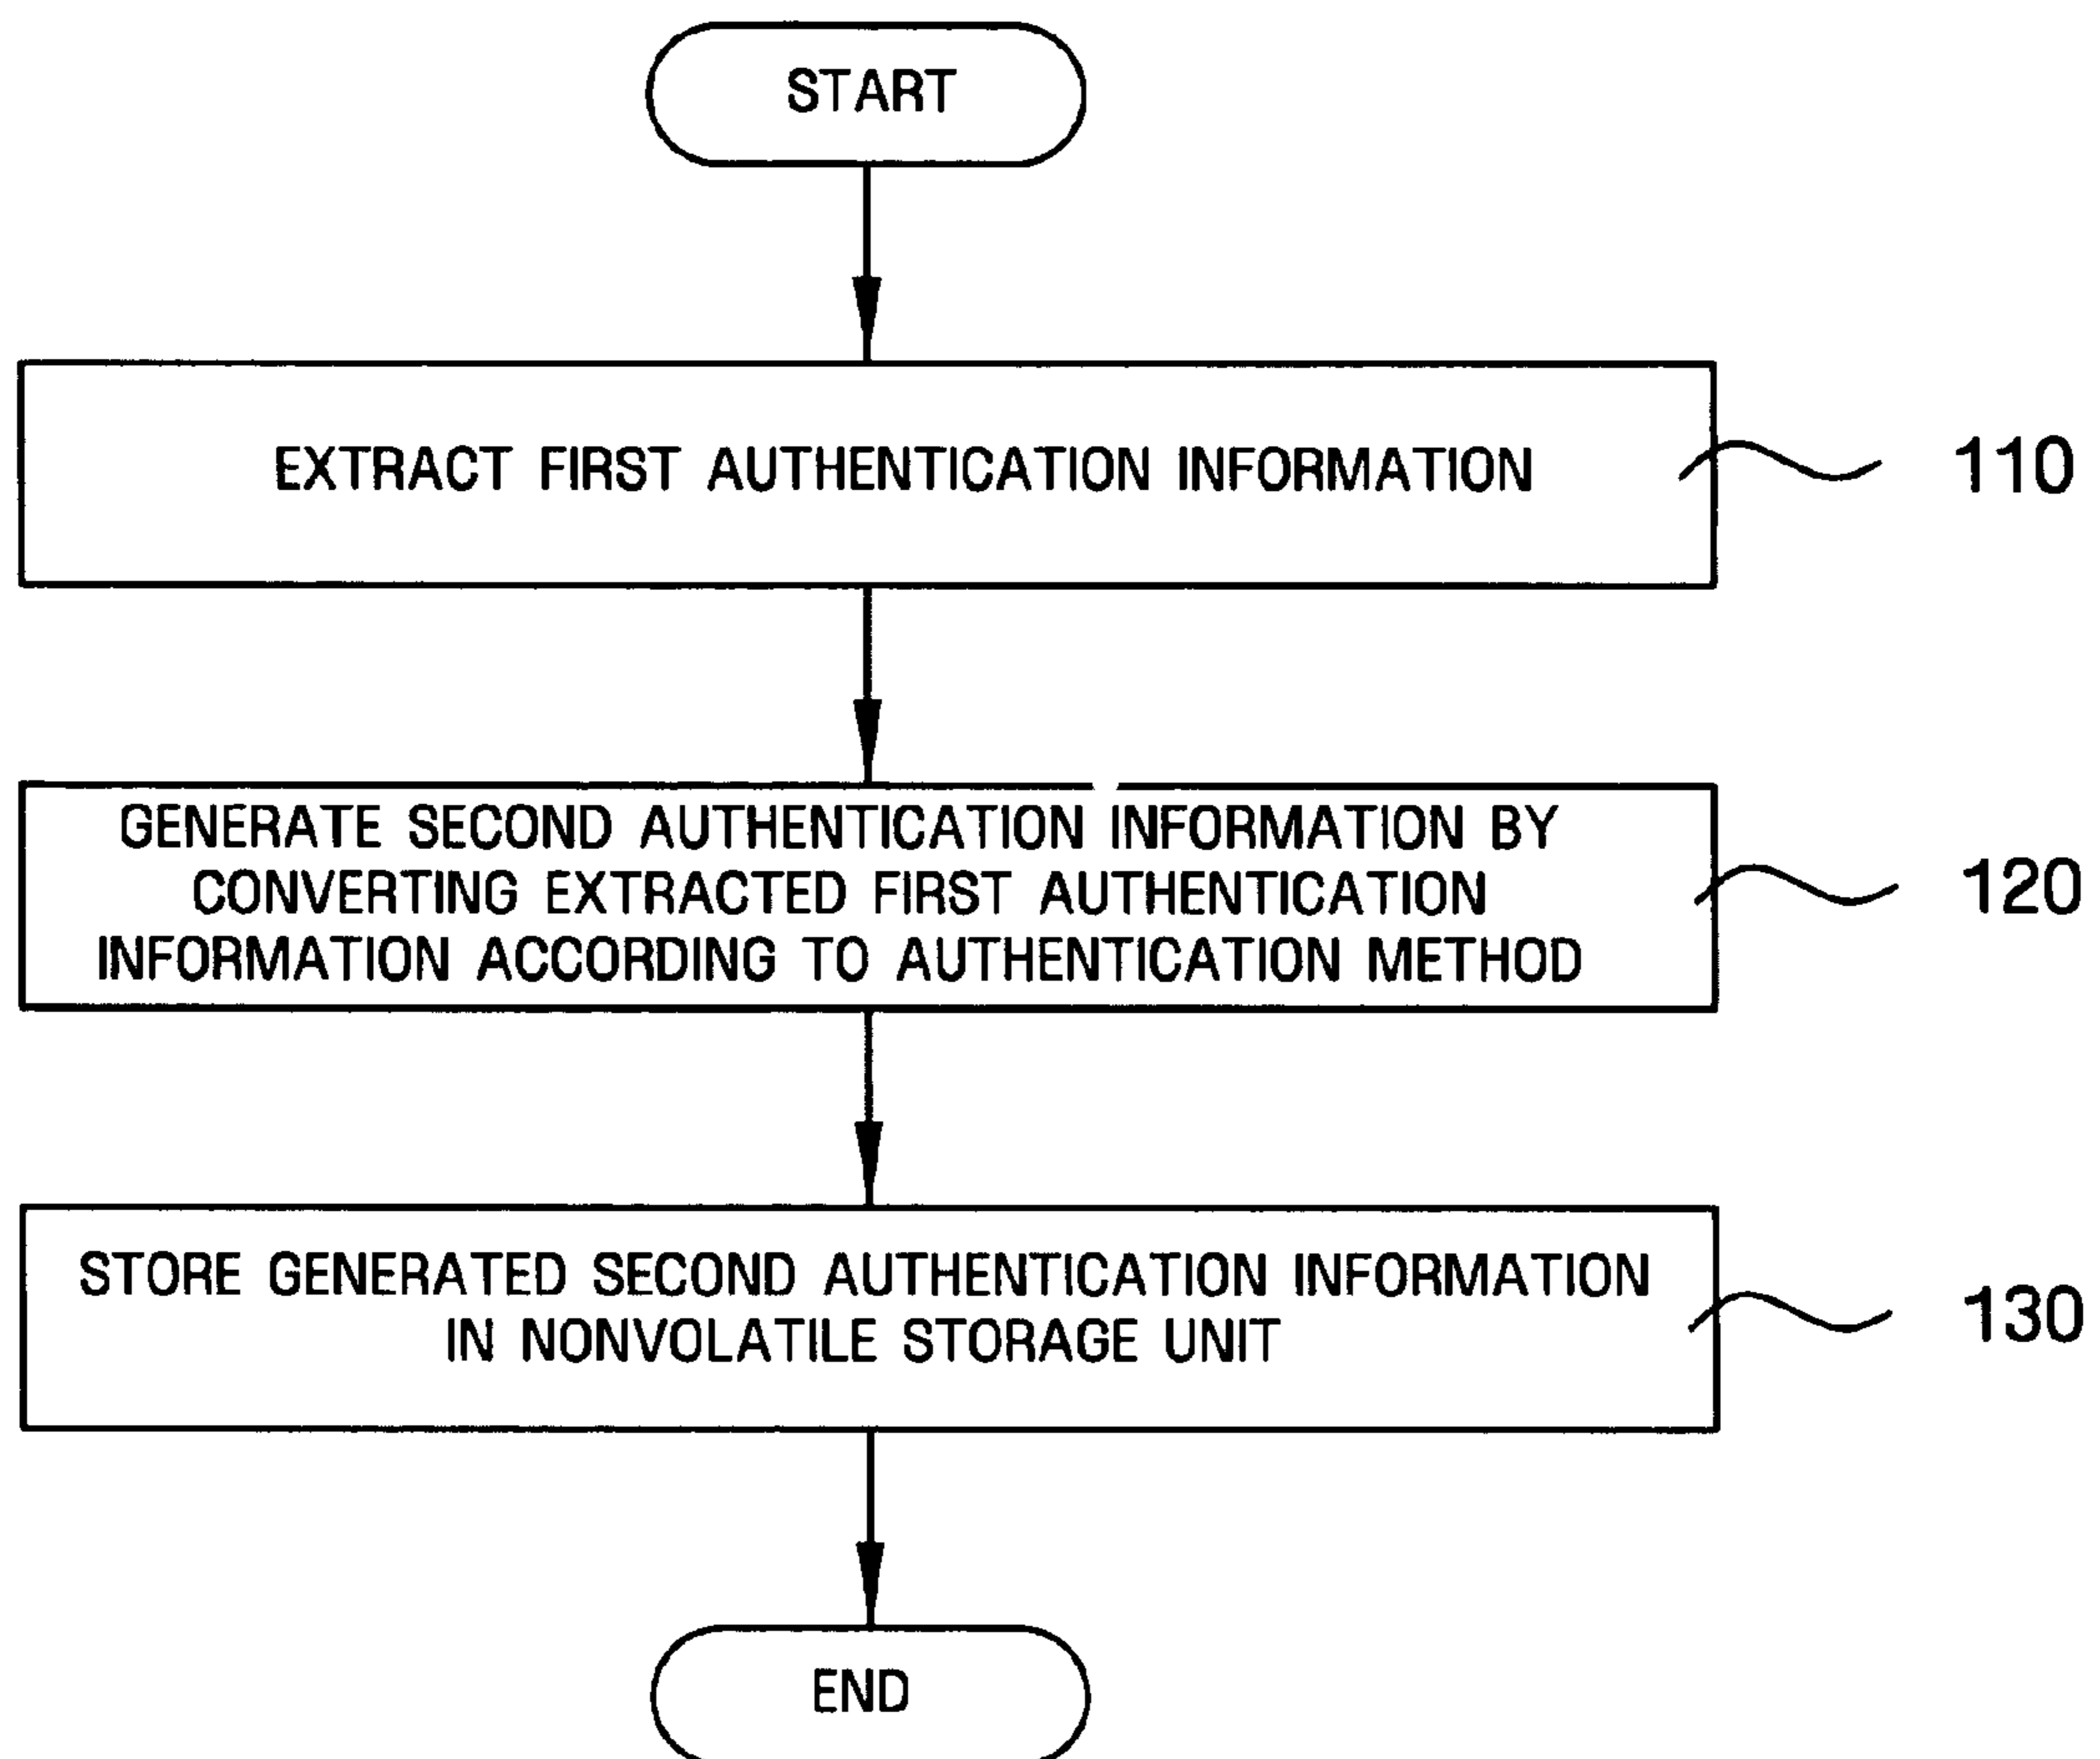 START
EXTRACT FIRST AUTHENTICATION INFORMATION
110
GENERATE SECOND AUTHENTICATION INFORMATION BY
CONVERTING EXTRACTED FIRST AUTHENTICATION
INFORMATION ACCORDING TO AUTHENTICATION METHOD
120
STORE GENERATED SECOND AUTHENTICATION INFORMATION
IN NONVOLATILE STORAGE UNIT
130
END